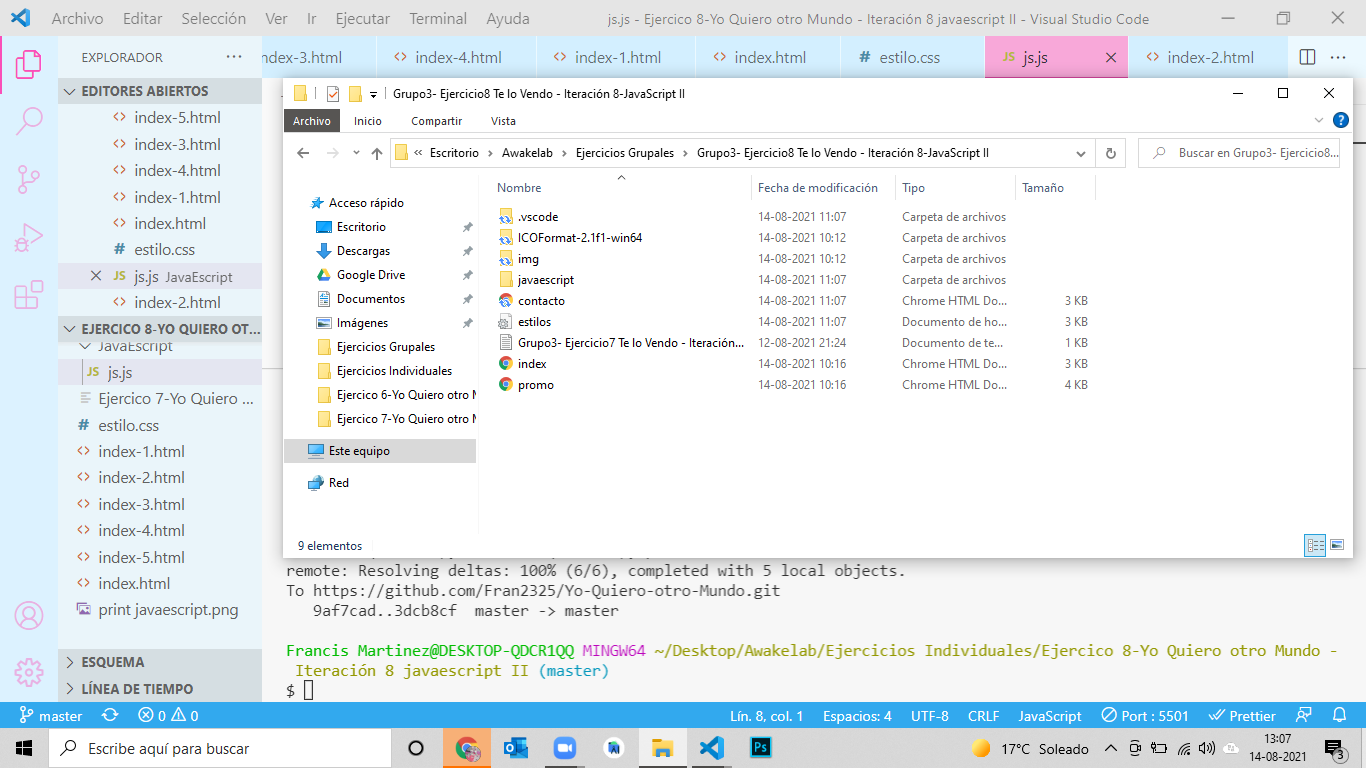 Archivo Editar Selección Ver Ir Ejecutar Terminal Ayuda js.js - Ejercico 8-Yo Quiero otro Mundo - Iteración 8 javaescript II - Visual Studio Code
EXPLORADOR ··· ndex-3.html <> index-4.html <> index-1.html <> index.html # estilo.css JS js.js <> index-2.html ···
EDITORES ABIERTOS
<> index-5.html
<> index-3.html
<> index-4.html
<> index-1.html
<> index.html
# estilo.css
JS js.js JavaEscript
<> index-2.html
EJERCICO 8-YO QUIERO OT...
JavaEscript
JS js.js
Ejercico 7-Yo Quiero ...
# estilo.css
<> index-1.html
<> index-2.html
<> index-3.html
<> index-4.html
<> index-5.html
<> index.html
print javaescript.png
ESQUEMA
LÍNEA DE TIEMPO
Grupo3- Ejercicio8 Te lo Vendo - Iteración 8-JavaScript II
Archivo Inicio Compartir Vista
« Escritorio > Awakelab > Ejercicios Grupales > Grupo3- Ejercicio8 Te lo Vendo - Iteración 8-JavaScript II
Buscar en Grupo3- Ejercicio8...
Acceso rápido
Escritorio
Descargas
Google Drive
Documentos
Imágenes
Ejercicios Grupales
Ejercicios Individuales
Ejercico 6-Yo Quiero otro M
Ejercico 7-Yo Quiero otro M
Este equipo
Red
Nombre Fecha de modificación Tipo Tamaño
.vscode 14-08-2021 11:07 Carpeta de archivos
ICOFormat-2.1f1-win64 14-08-2021 10:12 Carpeta de archivos
img 14-08-2021 10:12 Carpeta de archivos
javaescript 14-08-2021 11:07 Carpeta de archivos
contacto 14-08-2021 11:07 Chrome HTML Do... 3 KB
estilos 14-08-2021 11:07 Documento de ho... 3 KB
Grupo3- Ejercicio7 Te lo Vendo - Iteración... 12-08-2021 21:24 Documento de te... 1 KB
index 14-08-2021 10:16 Chrome HTML Do... 3 KB
promo 14-08-2021 10:16 Chrome HTML Do... 4 KB
9 elementos
remote: Resolving deltas: 100% (6/6), completed with 5 local objects.
To https://github.com/Fran2325/Yo-Quiero-otro-Mundo.git
9af7cad..3dcb8cf master -> master
Francis Martinez@DESKTOP-QDCR1QQ MINGW64 ~/Desktop/Awakelab/Ejercicios Individuales/Ejercico 8-Yo Quiero otro Mundo -
Iteración 8 javaescript II (master)
$
master 0 0 Lín. 8, col. 1 Espacios: 4 UTF-8 CRLF JavaScript Port : 5501 Prettier
Escribe aquí para buscar
Ps
17°C Soleado
13:07
14-08-2021
3